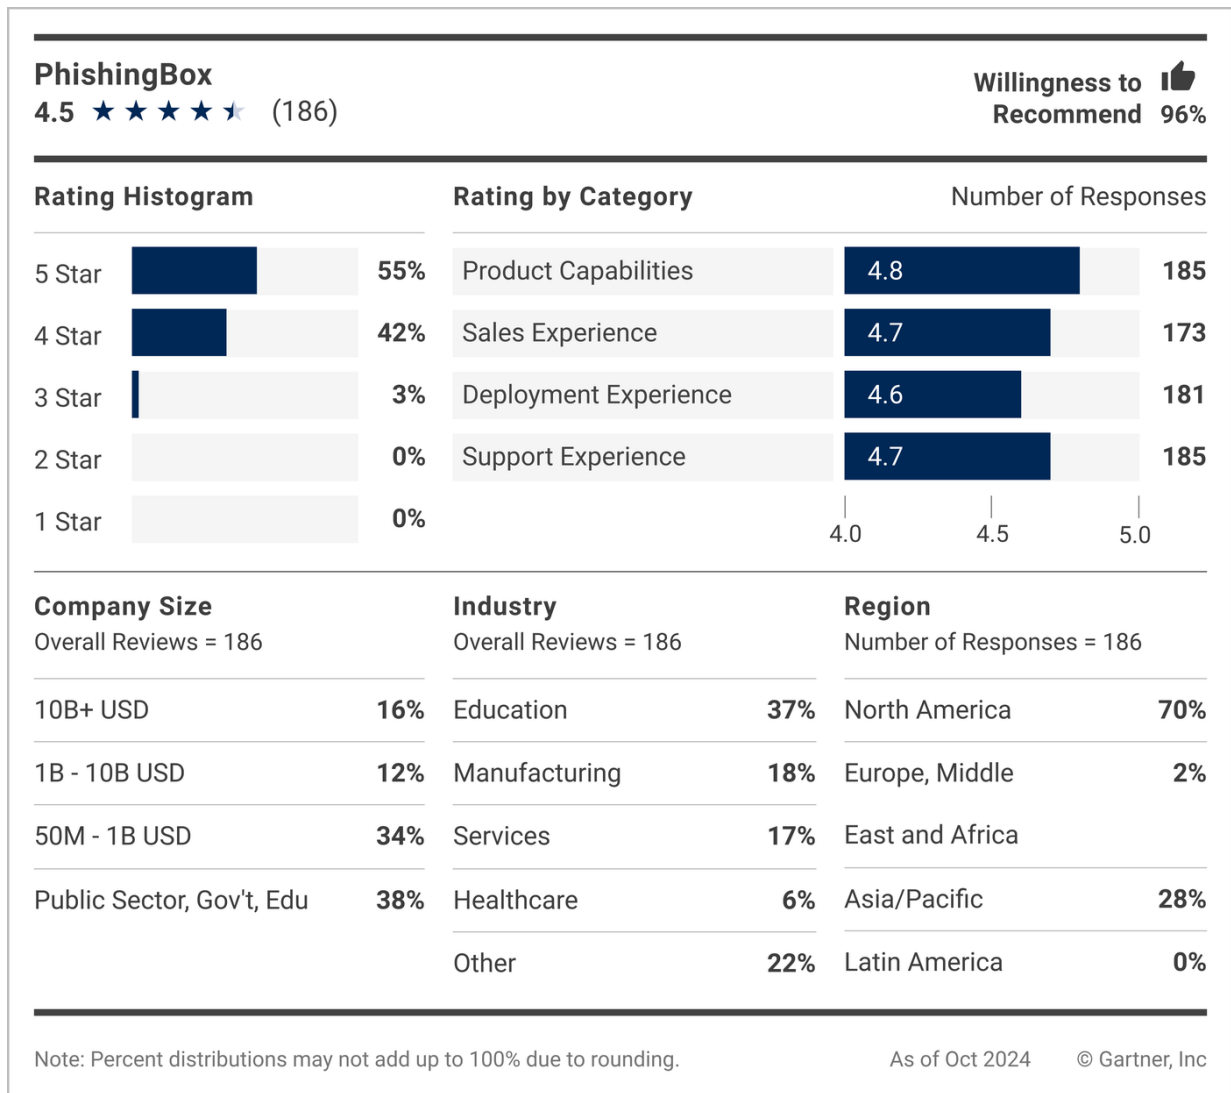 PhishingBox
4.5 ★ ★ ★ ★ ★ (186)
Willingness to
Recommend 96%
Rating Histogram
5 Star 55%
4 Star 42%
3 Star 3%
2 Star 0%
1 Star 0%
Rating by Category Number of Responses
Product Capabilities 4.8 185
Sales Experience 4.7 173
Deployment Experience 4.6 181
Support Experience 4.7 185
4.0 4.5 5.0
Company Size
Overall Reviews = 186
10B+ USD 16%
1B - 10B USD 12%
50M - 1B USD 34%
Public Sector, Gov't, Edu 38%
Industry
Overall Reviews = 186
Education 37%
Manufacturing 18%
Services 17%
Healthcare 6%
Other 22%
Region
Number of Responses = 186
North America 70%
Europe, Middle 2%
East and Africa
Asia/Pacific 28%
Latin America 0%
Note: Percent distributions may not add up to 100% due to rounding. As of Oct 2024 © Gartner, Inc